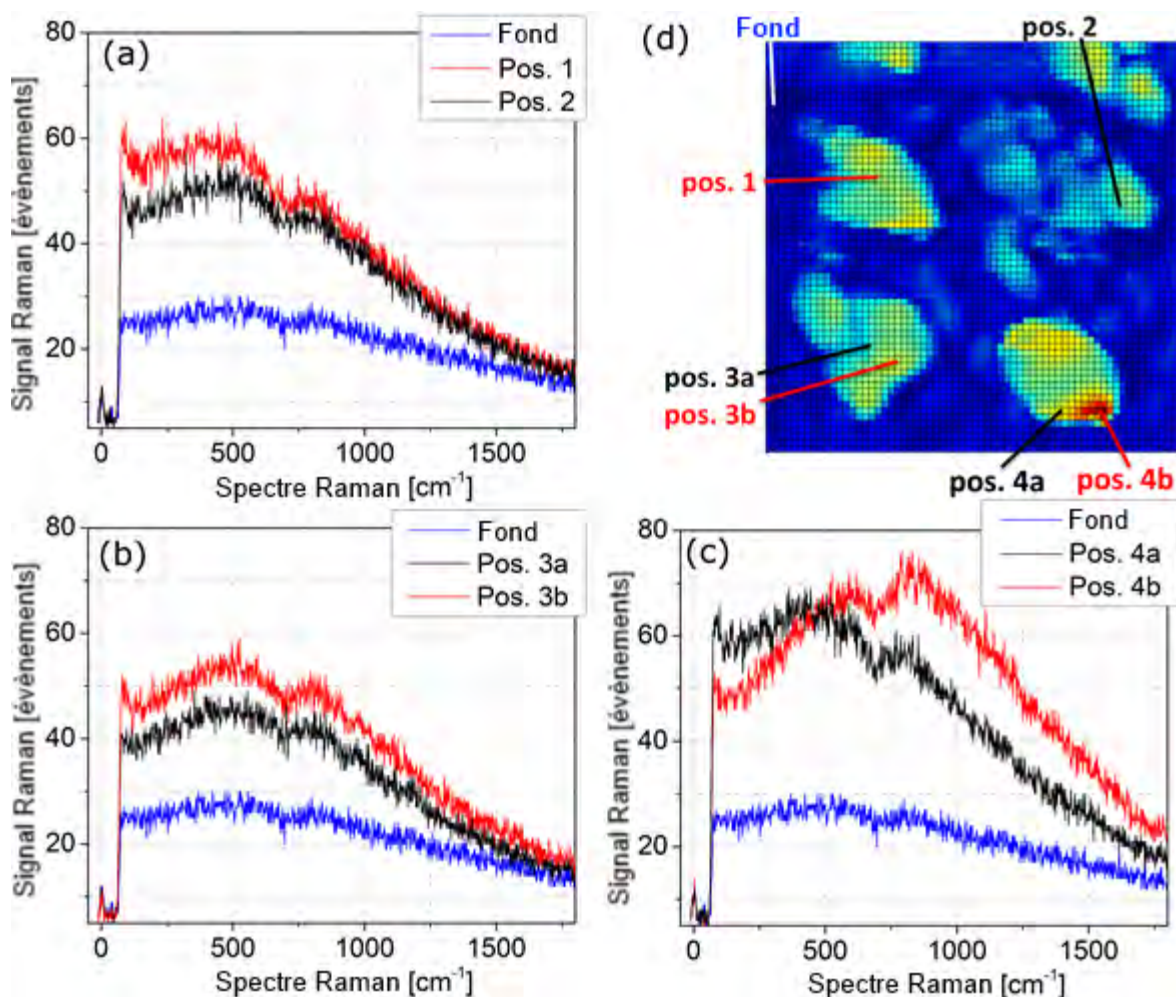 (a)
Fond
Pos. 1
Pos. 2
80
60
40
20
0
500
1000
1500
Signal Raman [évènements]
Spectre Raman [cm⁻¹]
(d)
Fond
pos. 2
pos. 1
pos. 3a
pos. 3b
pos. 4a
pos. 4b
(b)
Fond
Pos. 3a
Pos. 3b
80
60
40
20
0
500
1000
1500
Signal Raman [évènements]
Spectre Raman [cm⁻¹]
(c)
Fond
Pos. 4a
Pos. 4b
80
60
40
20
0
500
1000
1500
Signal Raman [évènements]
Spectre Raman [cm⁻¹]